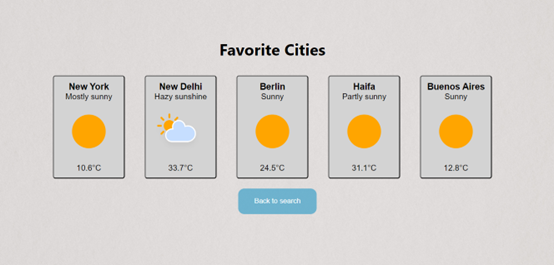 Favorite Cities
New York
Mostly sunny
10.6°C
New Delhi
Hazy sunshine
33.7°C
Berlin
Sunny
24.5°C
Haifa
Partly sunny
31.1°C
Buenos Aires
Sunny
12.8°C
Back to search